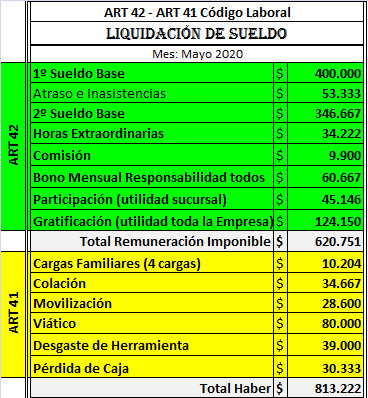 ART 42 - ART 41 Código Laboral
LIQUIDACIÓN DE SUELDO
Mes: Mayo 2020
ART 42
1º Sueldo Base $ 400.000
Atraso e Inasistencias $ 53.333
2º Sueldo Base $ 346.667
Horas Extraordinarias $ 34.222
Comisión $ 9.900
Bono Mensual Responsabilidad todos $ 60.667
Participación (utilidad sucursal) $ 45.146
Gratificación (utilidad toda la Empresa) $ 124.150
Total Remuneración Imponible $ 620.751
ART 41
Cargas Familiares (4 cargas) $ 10.204
Colación $ 34.667
Movilización $ 28.600
Viático $ 80.000
Desgaste de Herramienta $ 39.000
Pérdida de Caja $ 30.333
Total Haber $ 813.222